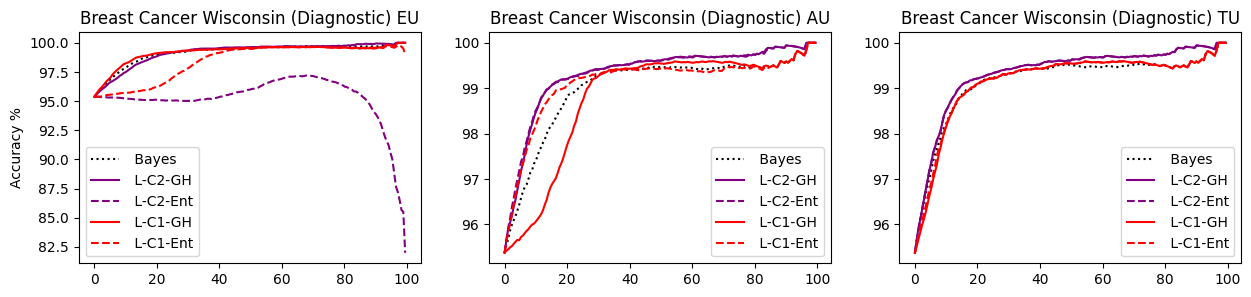 Breast Cancer Wisconsin (Diagnostic) EU
Accuracy %
100.0
97.5
95.0
92.5
90.0
87.5
85.0
82.5
Bayes
L-C2-GH
L-C2-Ent
L-C1-GH
L-C1-Ent
0 20 40 60 80 100
Breast Cancer Wisconsin (Diagnostic) AU
100
99
98
97
96
Bayes
L-C2-GH
L-C2-Ent
L-C1-GH
L-C1-Ent
0 20 40 60 80 100
Breast Cancer Wisconsin (Diagnostic) TU
100
99
98
97
96
Bayes
L-C2-GH
L-C2-Ent
L-C1-GH
L-C1-Ent
0 20 40 60 80 100